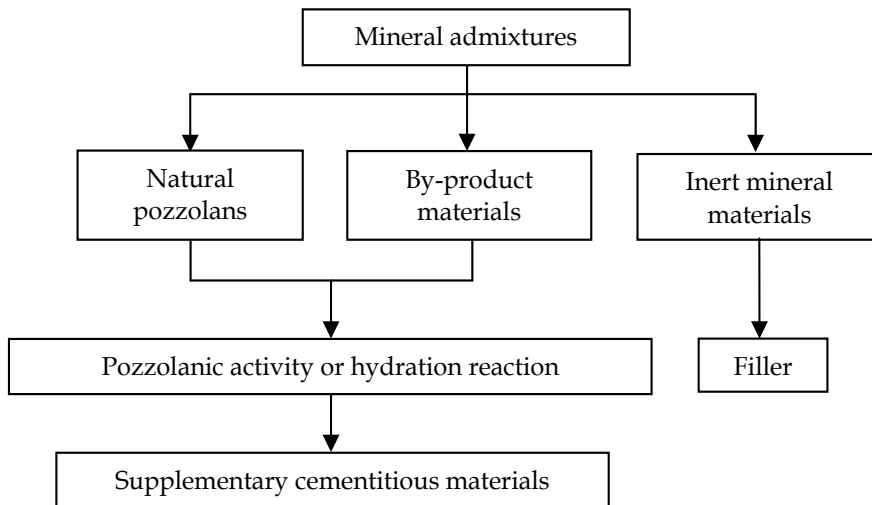 Mineral admixtures
Natural
pozzolans
By-product
materials
Inert mineral
materials
Pozzolanic activity or hydration reaction
Filler
Supplementary cementitious materials